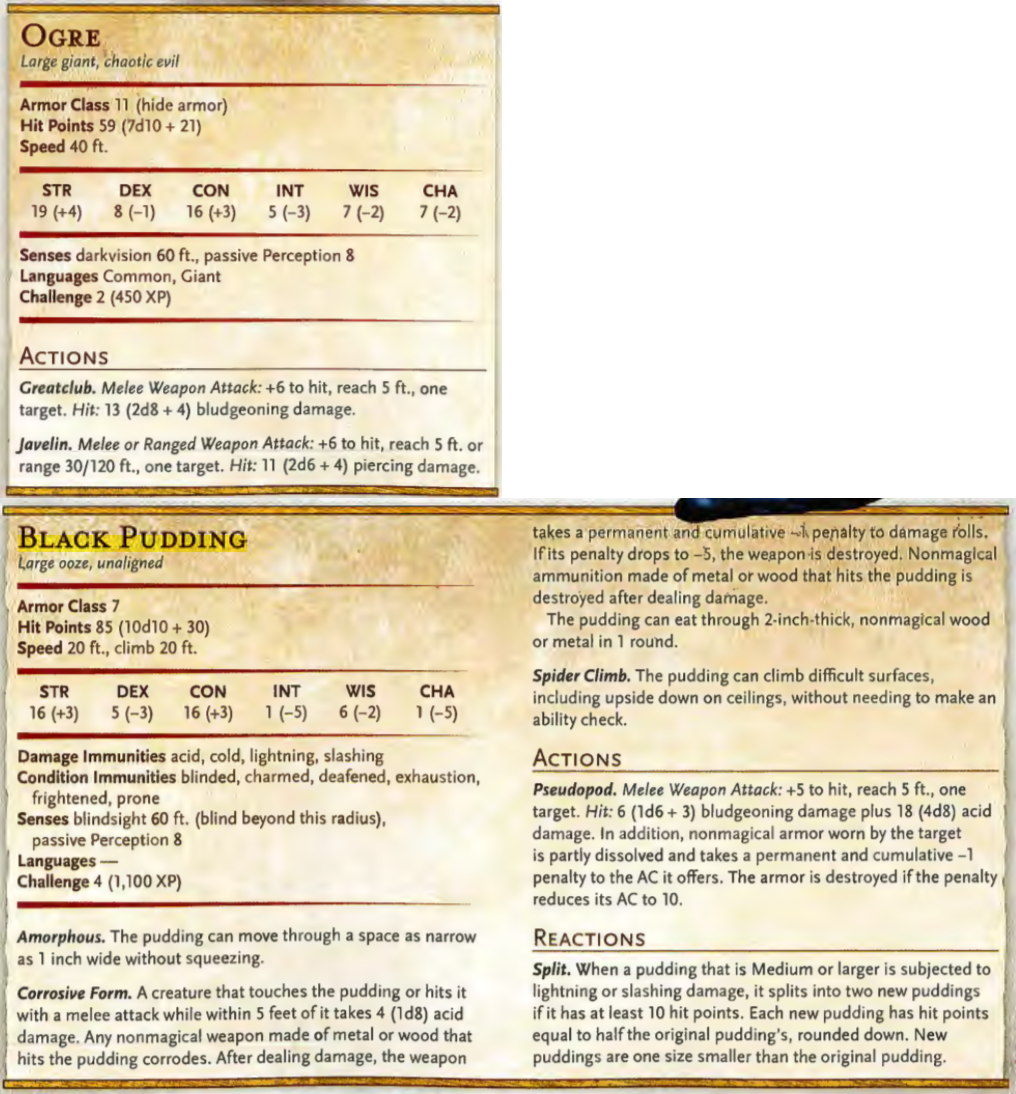 OGRE
Large giant, chaotic evil
Armor Class 11 (hide armor)
Hit Points 59 (7d10 + 21)
Speed 40 ft.
STR DEX CON INT WIS CHA
19 (+4) 8 (–1) 16 (+3) 5 (–3) 7 (–2) 7 (–2)
Senses darkvision 60 ft., passive Perception 8
Languages Common, Giant
Challenge 2 (450 XP)
ACTIONS
Greatclub. Melee Weapon Attack: +6 to hit, reach 5 ft., one
target. Hit: 13 (2d8 + 4) bludgeoning damage.
Javelin. Melee or Ranged Weapon Attack: +6 to hit, reach 5 ft. or
range 30/120 ft., one target. Hit: 11 (2d6 + 4) piercing damage.
BLACK PUDDING
Large ooze, unaligned
Armor Class 7
Hit Points 85 (10d10 + 30)
Speed 20 ft., climb 20 ft.
STR DEX CON INT WIS CHA
16 (+3) 5 (–3) 16 (+3) 1 (–5) 6 (–2) 1 (–5)
Damage Immunities acid, cold, lightning, slashing
Condition Immunities blinded, charmed, deafened, exhaustion,
frightened, prone
Senses blindsight 60 ft. (blind beyond this radius),
passive Perception 8
Languages —
Challenge 4 (1,100 XP)
Amorphous. The pudding can move through a space as narrow
as 1 inch wide without squeezing.
Corrosive Form. A creature that touches the pudding or hits it
with a melee attack while within 5 feet of it takes 4 (1d8) acid
damage. Any nonmagical weapon made of metal or wood that
hits the pudding corrodes. After dealing damage, the weapon
takes a permanent and cumulative –1 penalty to damage rolls.
If its penalty drops to –5, the weapon is destroyed. Nonmagical
ammunition made of metal or wood that hits the pudding is
destroyed after dealing damage.
The pudding can eat through 2-inch-thick, nonmagical wood
or metal in 1 round.
Spider Climb. The pudding can climb difficult surfaces,
including upside down on ceilings, without needing to make an
ability check.
ACTIONS
Pseudopod. Melee Weapon Attack: +5 to hit, reach 5 ft., one
target. Hit: 6 (1d6 + 3) bludgeoning damage plus 18 (4d8) acid
damage. In addition, nonmagical armor worn by the target
is partly dissolved and takes a permanent and cumulative –1
penalty to the AC it offers. The armor is destroyed if the penalty
reduces its AC to 10.
REACTIONS
Split. When a pudding that is Medium or larger is subjected to
lightning or slashing damage, it splits into two new puddings
if it has at least 10 hit points. Each new pudding has hit points
equal to half the original pudding's, rounded down. New
puddings are one size smaller than the original pudding.